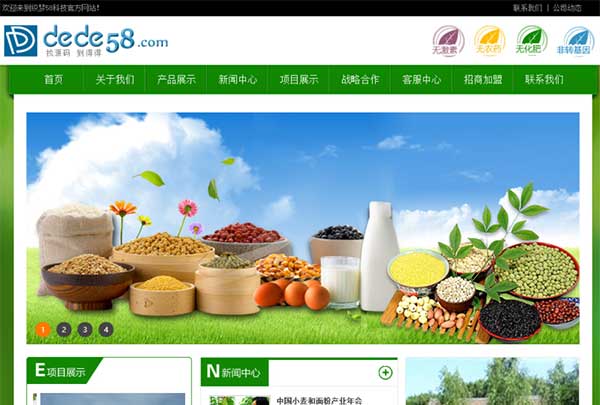 欢迎来到织梦58科技官方网站!
联系我们 | 公司动态
dede58.com
找源码 到得得
无激素
无农药
无化肥
非转基因
首页 关于我们 产品展示 新闻中心 项目展示 战略合作 客服中心 招商加盟 联系我们
1 2 3 4
E项目展示
N新闻中心
中国小麦和面粉产业年会